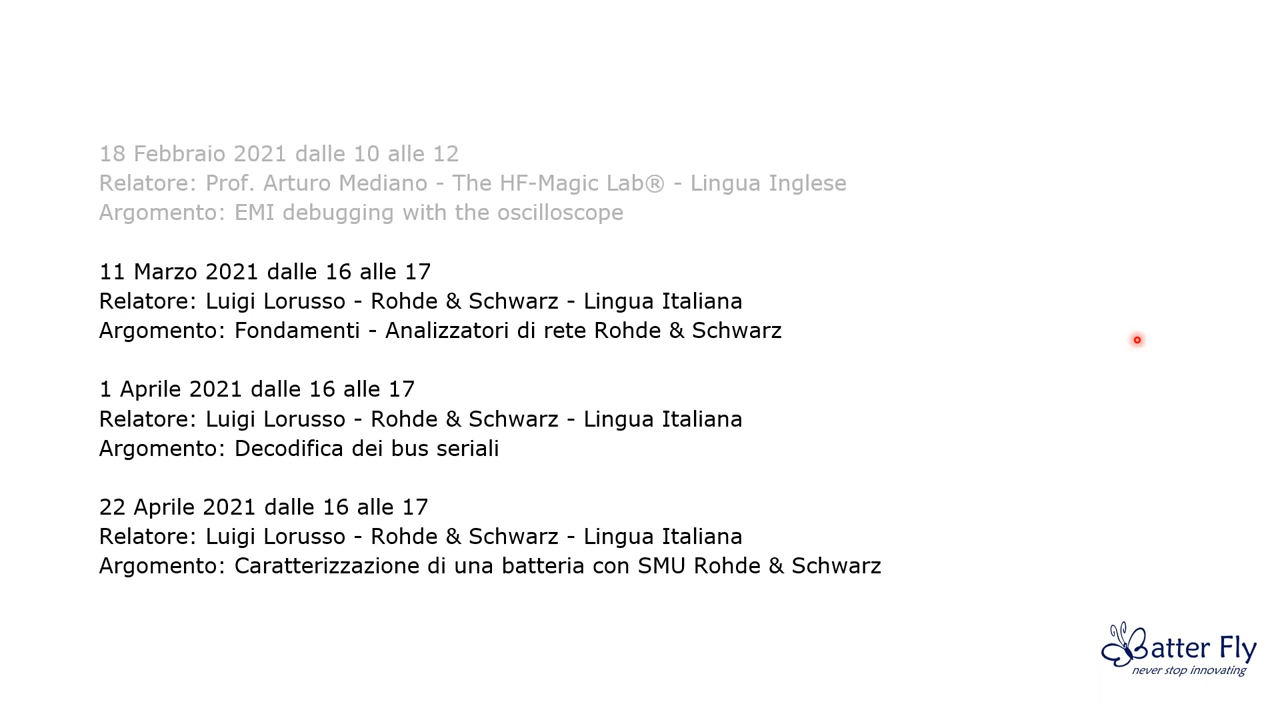 18 Febbraio 2021 dalle 10 alle 12
Relatore: Prof. Arturo Mediano - The HF-Magic Lab® - Lingua Inglese
Argomento: EMI debugging with the oscilloscope
11 Marzo 2021 dalle 16 alle 17
Relatore: Luigi Lorusso - Rohde & Schwarz - Lingua Italiana
Argomento: Fondamenti - Analizzatori di rete Rohde & Schwarz
1 Aprile 2021 dalle 16 alle 17
Relatore: Luigi Lorusso - Rohde & Schwarz - Lingua Italiana
Argomento: Decodifica dei bus seriali
22 Aprile 2021 dalle 16 alle 17
Relatore: Luigi Lorusso - Rohde & Schwarz - Lingua Italiana
Argomento: Caratterizzazione di una batteria con SMU Rohde & Schwarz
Batter Fly
never stop innovating